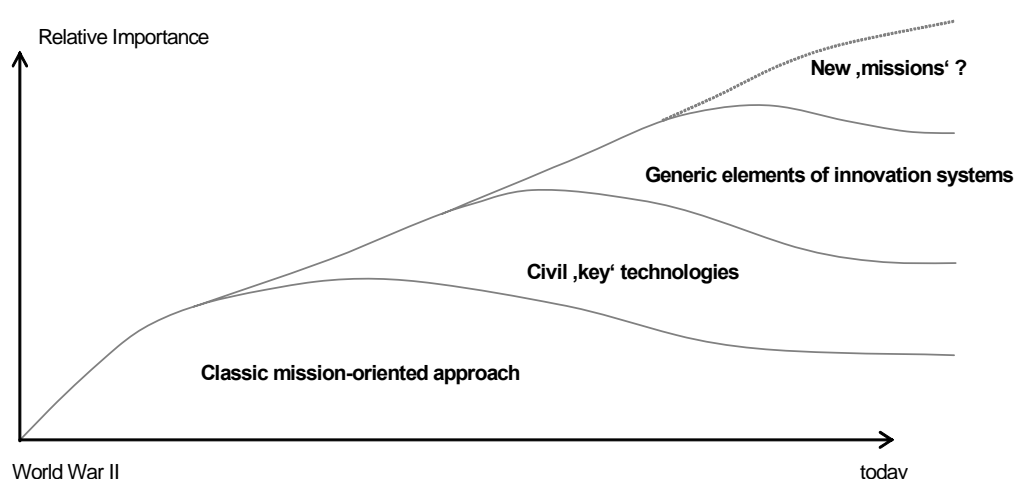 Relative Importance
New ‚missions‘ ?
Generic elements of innovation systems
Civil ‚key‘ technologies
Classic mission-oriented approach
World War II
today